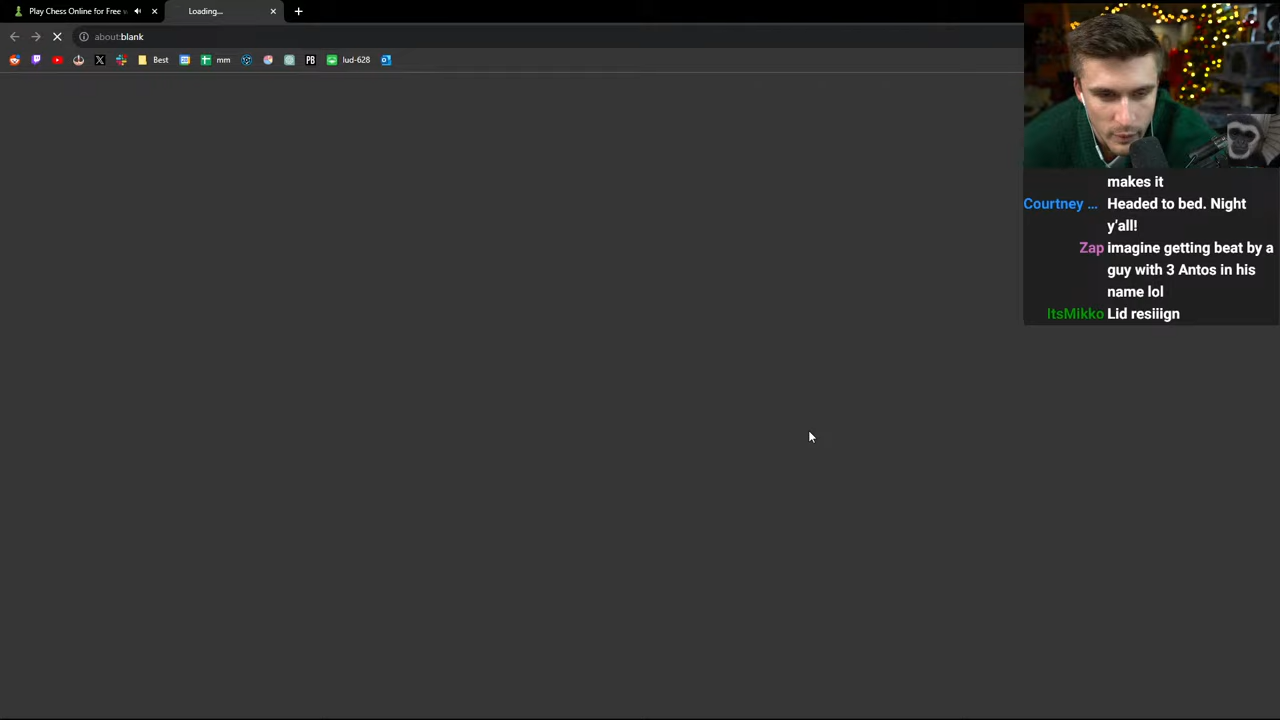 Play Chess Online for Free
Loading...
about:blank
Best
mm
PB
lud-628
makes it
Courtney ... Headed to bed. Night
y'all!
Zap imagine getting beat by a
guy with 3 Antos in his
name lol
ItsMikko Lid resiiign